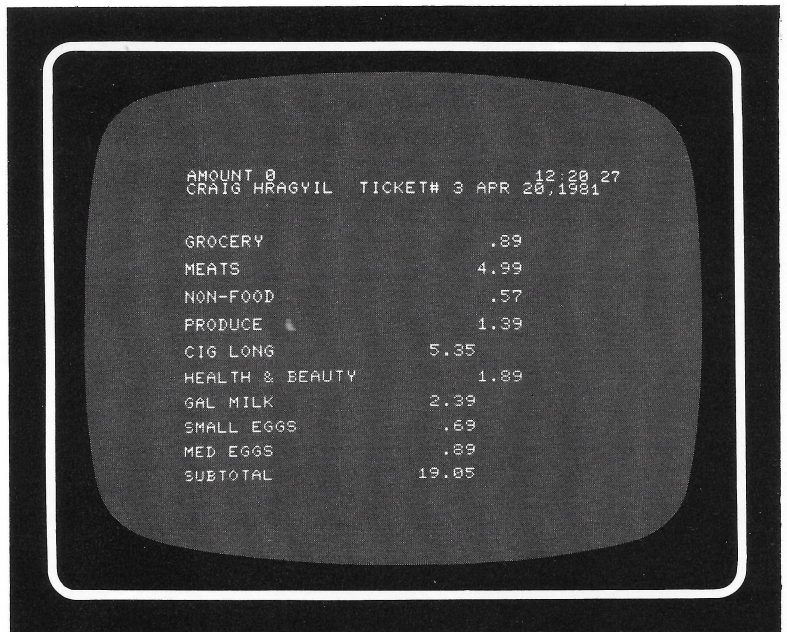 AMOUNT 0 12:20 27
CRAIG HRAGYIL TICKET# 3 APR 20,1981
GROCERY .89
MEATS 4.99
NON-FOOD .57
PRODUCE 1.39
CIG LONG 5.35
HEALTH & BEAUTY 1.89
GAL MILK 2.39
SMALL EGGS .69
MED EGGS .89
SUBTOTAL 19.05